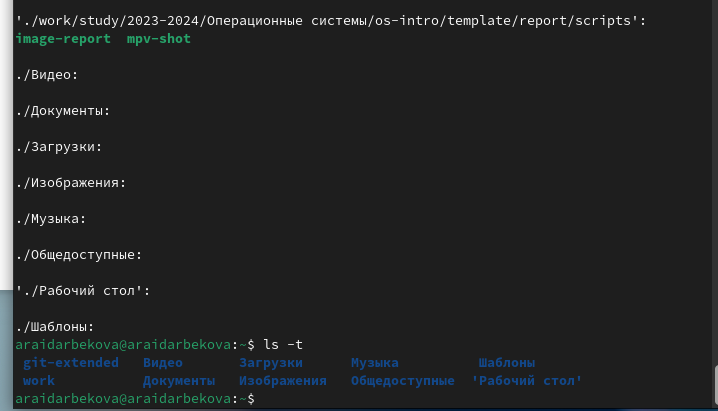 './work/study/2023-2024/Операционные системы/os-intro/template/report/scripts':
image-report  mpv-shot
./Видео:
./Документы:
./Загрузки:
./Изображения:
./Музыка:
./Общедоступные:
'./Рабочий стол':
./Шаблоны:
araidarbekova@araidarbekova:~$ ls -t
git-extended   Видео       Загрузки      Музыка          Шаблоны
work           Документы   Изображения   Общедоступные  'Рабочий стол'
araidarbekova@araidarbekova:~$